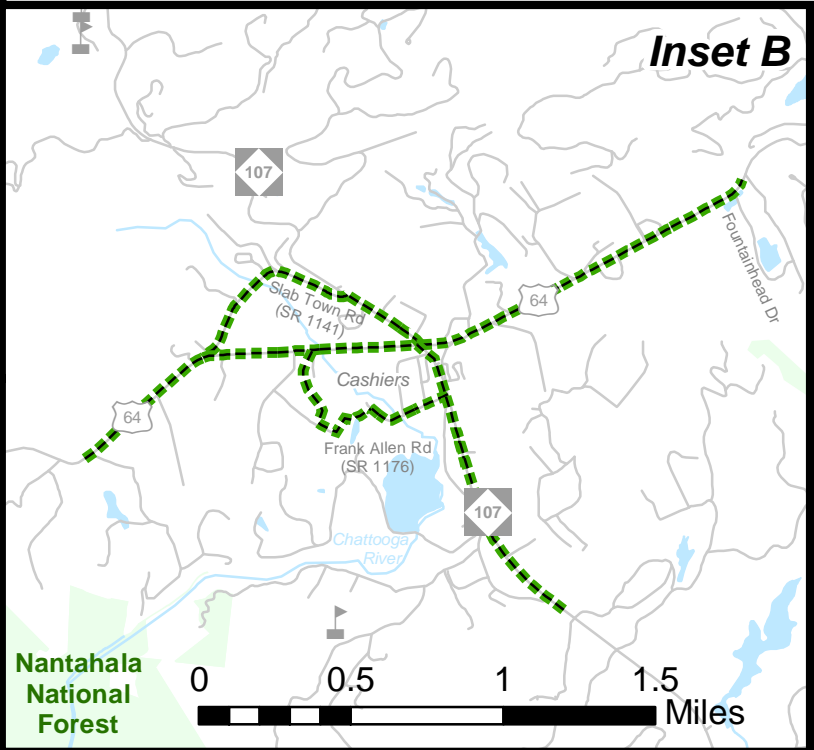 Inset B
107
Fountainhead Dr
Slab Town Rd
(SR 1141)
64
Cashiers
64
Frank Allen Rd
(SR 1176)
107
Chattooga
River
Nantahala
National
Forest
0 0.5 1 1.5
Miles